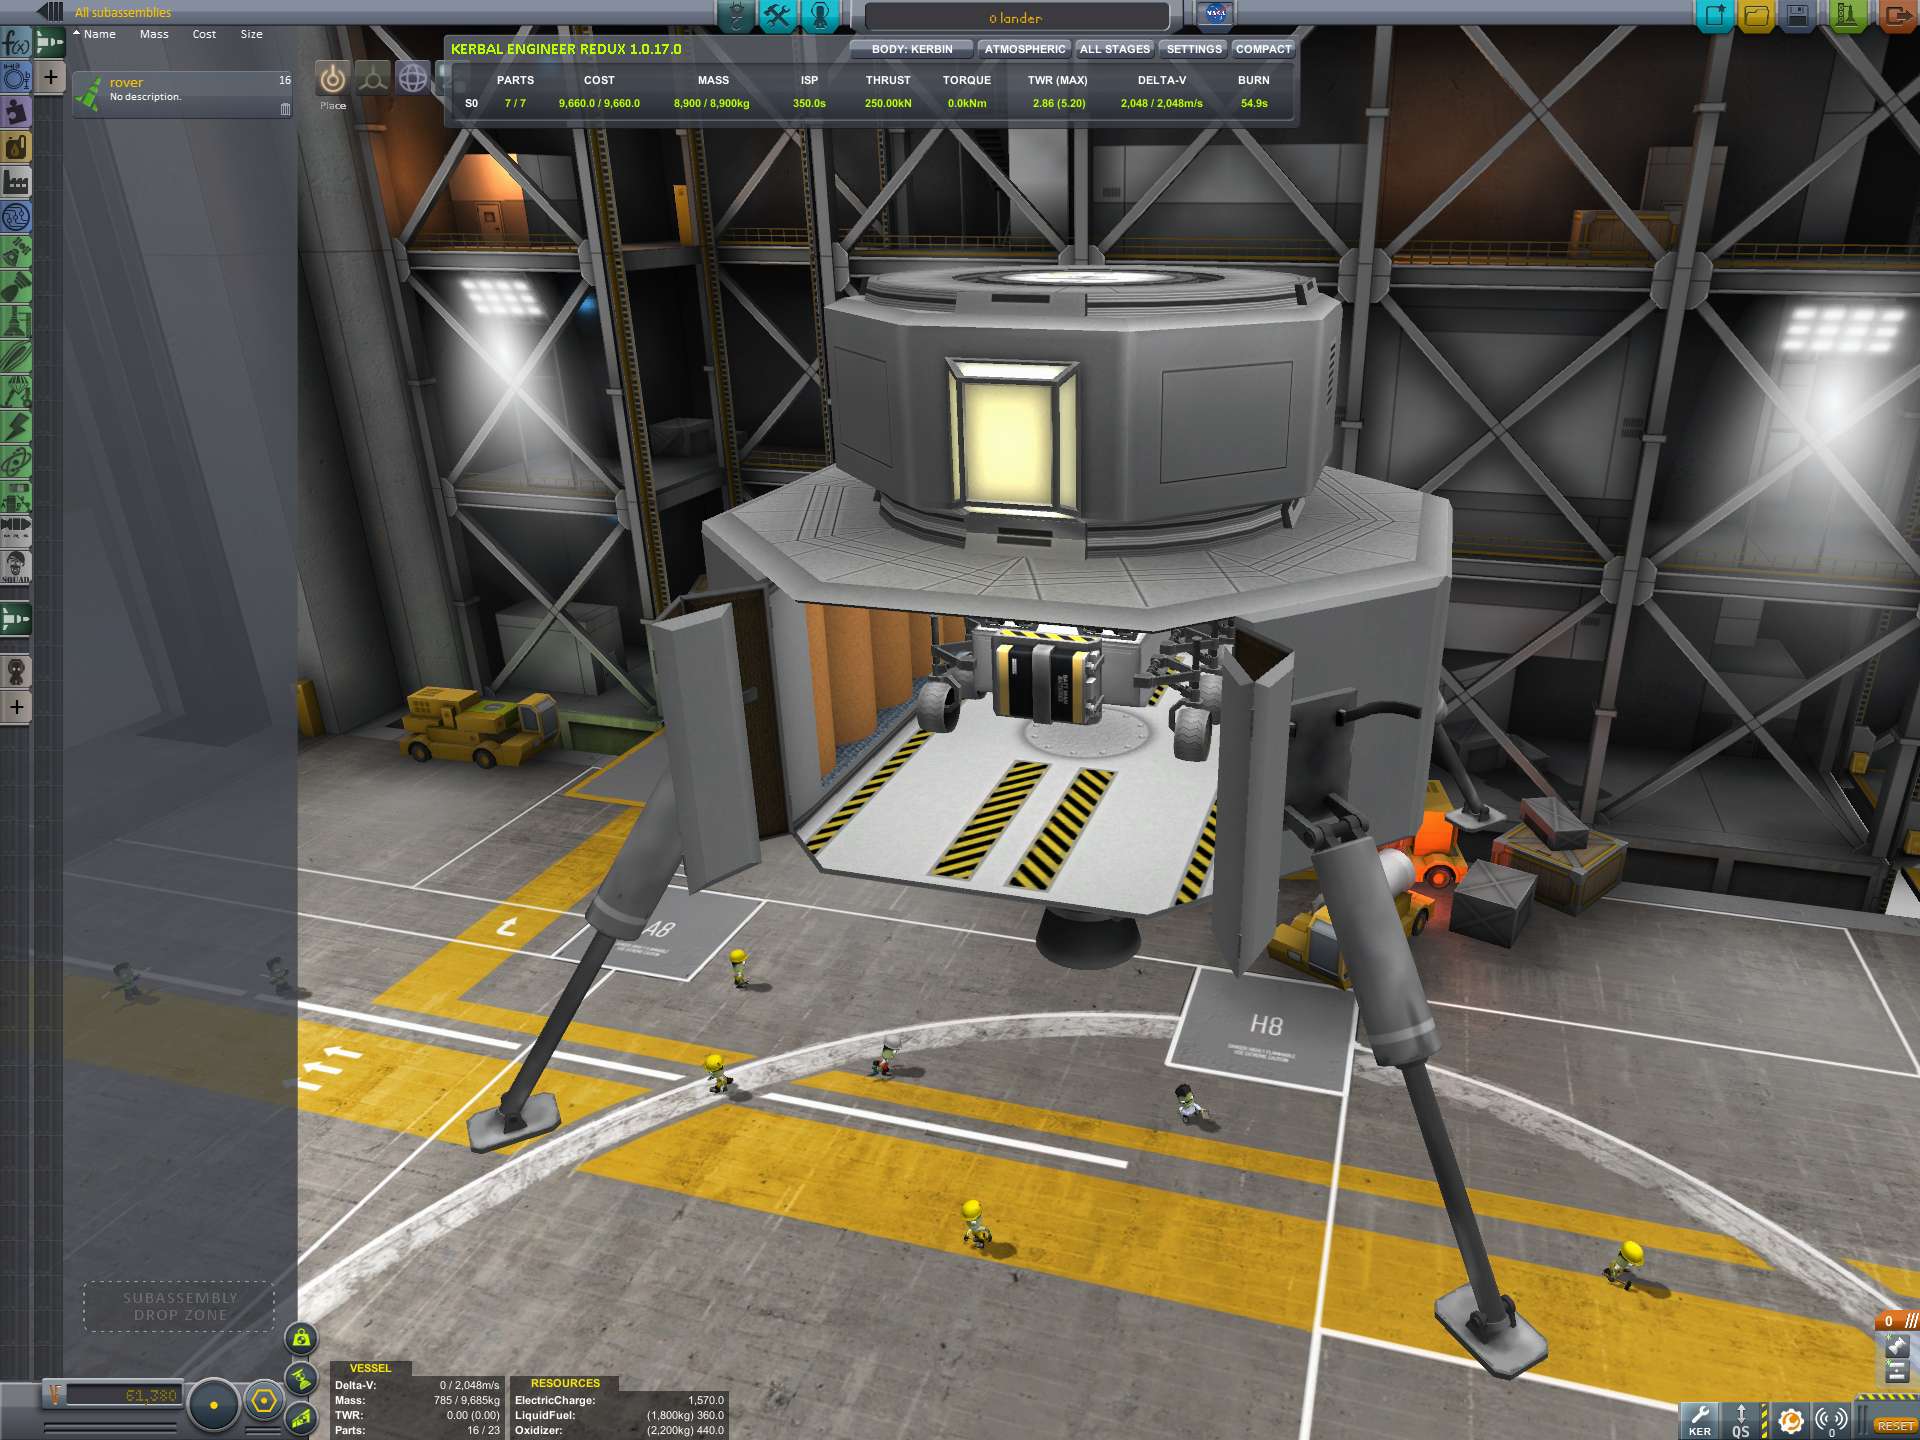 All subassemblies
o lander
NASA
Name Mass Cost Size
rover 16
No description.
Place
KERBAL ENGINEER REDUX 1.0.17.0
BODY: KERBIN ATMOSPHERIC ALL STAGES SETTINGS COMPACT
PARTS COST MASS ISP THRUST TORQUE TWR (MAX) DELTA-V BURN
S0 7 / 7 9,660.0 / 9,660.0 8,900 / 8,900kg 350.0s 250.00kN 0.0kNm 2.86 (5.20) 2,048 / 2,048m/s 54.9s
f(x)
SQUAD
A8
H8
SUBASSEMBLY
DROP ZONE
61,380
VESSEL
Delta-V: 0 / 2,048m/s
Mass: 785 / 9,685kg
TWR: 0.00 (0.00)
Parts: 16 / 23
RESOURCES
ElectricCharge: 1,570.0
LiquidFuel: (1,800kg) 360.0
Oxidizer: (2,200kg) 440.0
0
KER
QS
0
RESET